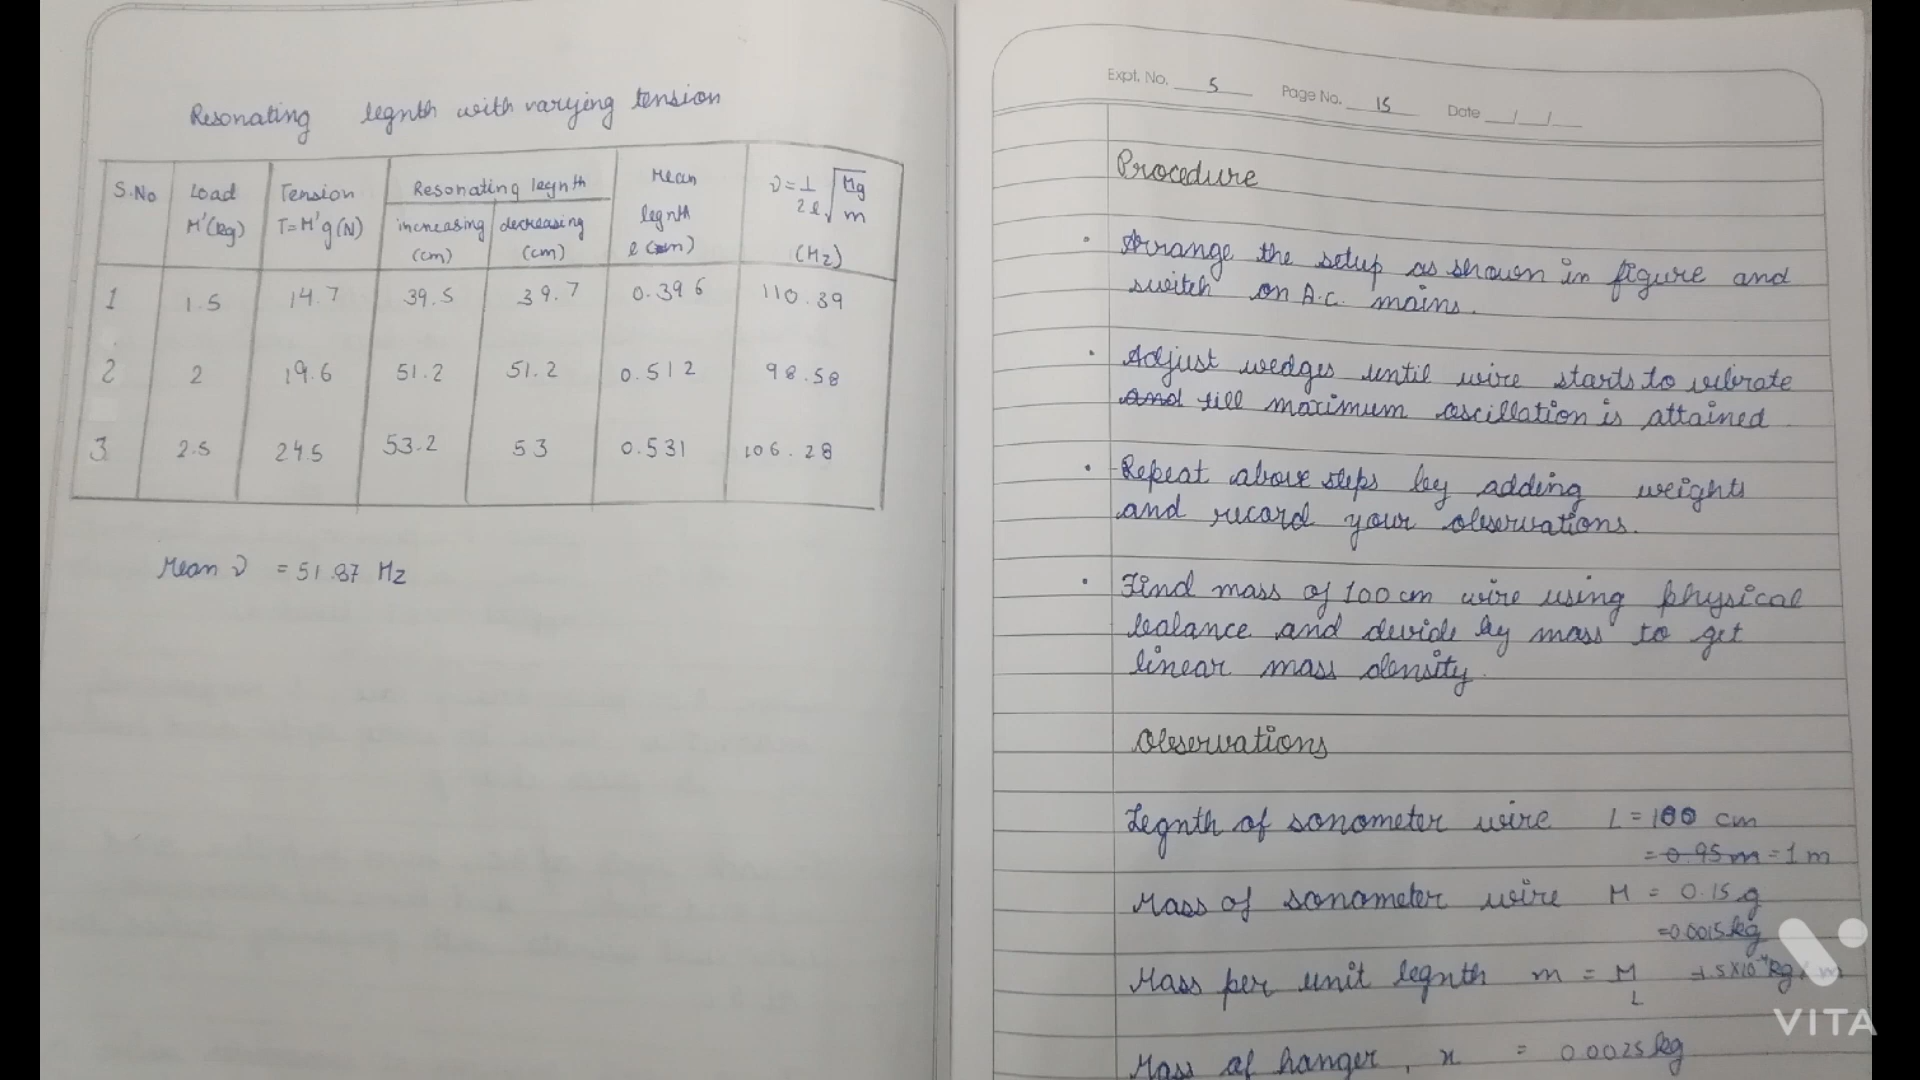 Resonating legnth with varying tension
S.No Load M'(kg) Tension T=M'g(N) Resonating legnth increasing (cm) decreasing (cm) Mean legnth l (m) ν = 1/2l √Mg/m (Hz)
1 1.5 14.7 39.5 39.7 0.396 110.39
2 2 19.6 51.2 51.2 0.512 98.58
3 2.5 24.5 53.2 53 0.531 106.28
Mean ν = 51.87 Hz
Expt. No. 5 Page No. 15 Date __/__/__
Procedure
• Arrange the setup as shown in figure and
switch on A.C. mains.
• Adjust wedges until wire starts to vibrate
and till maximum oscillation is attained
• Repeat above steps by adding weights
and record your observations.
• Find mass of 100 cm wire using physical
balance and divide by mass to get
linear mass density.
Observations
Legnth of sonometer wire L = 100 cm
= 0.95m = 1 m
Mass of sonometer wire M = 0.15 g
=0.0015kg
Mass per unit legnth m = M/L
Mass of hanger, x = 0.0025kg
VITA